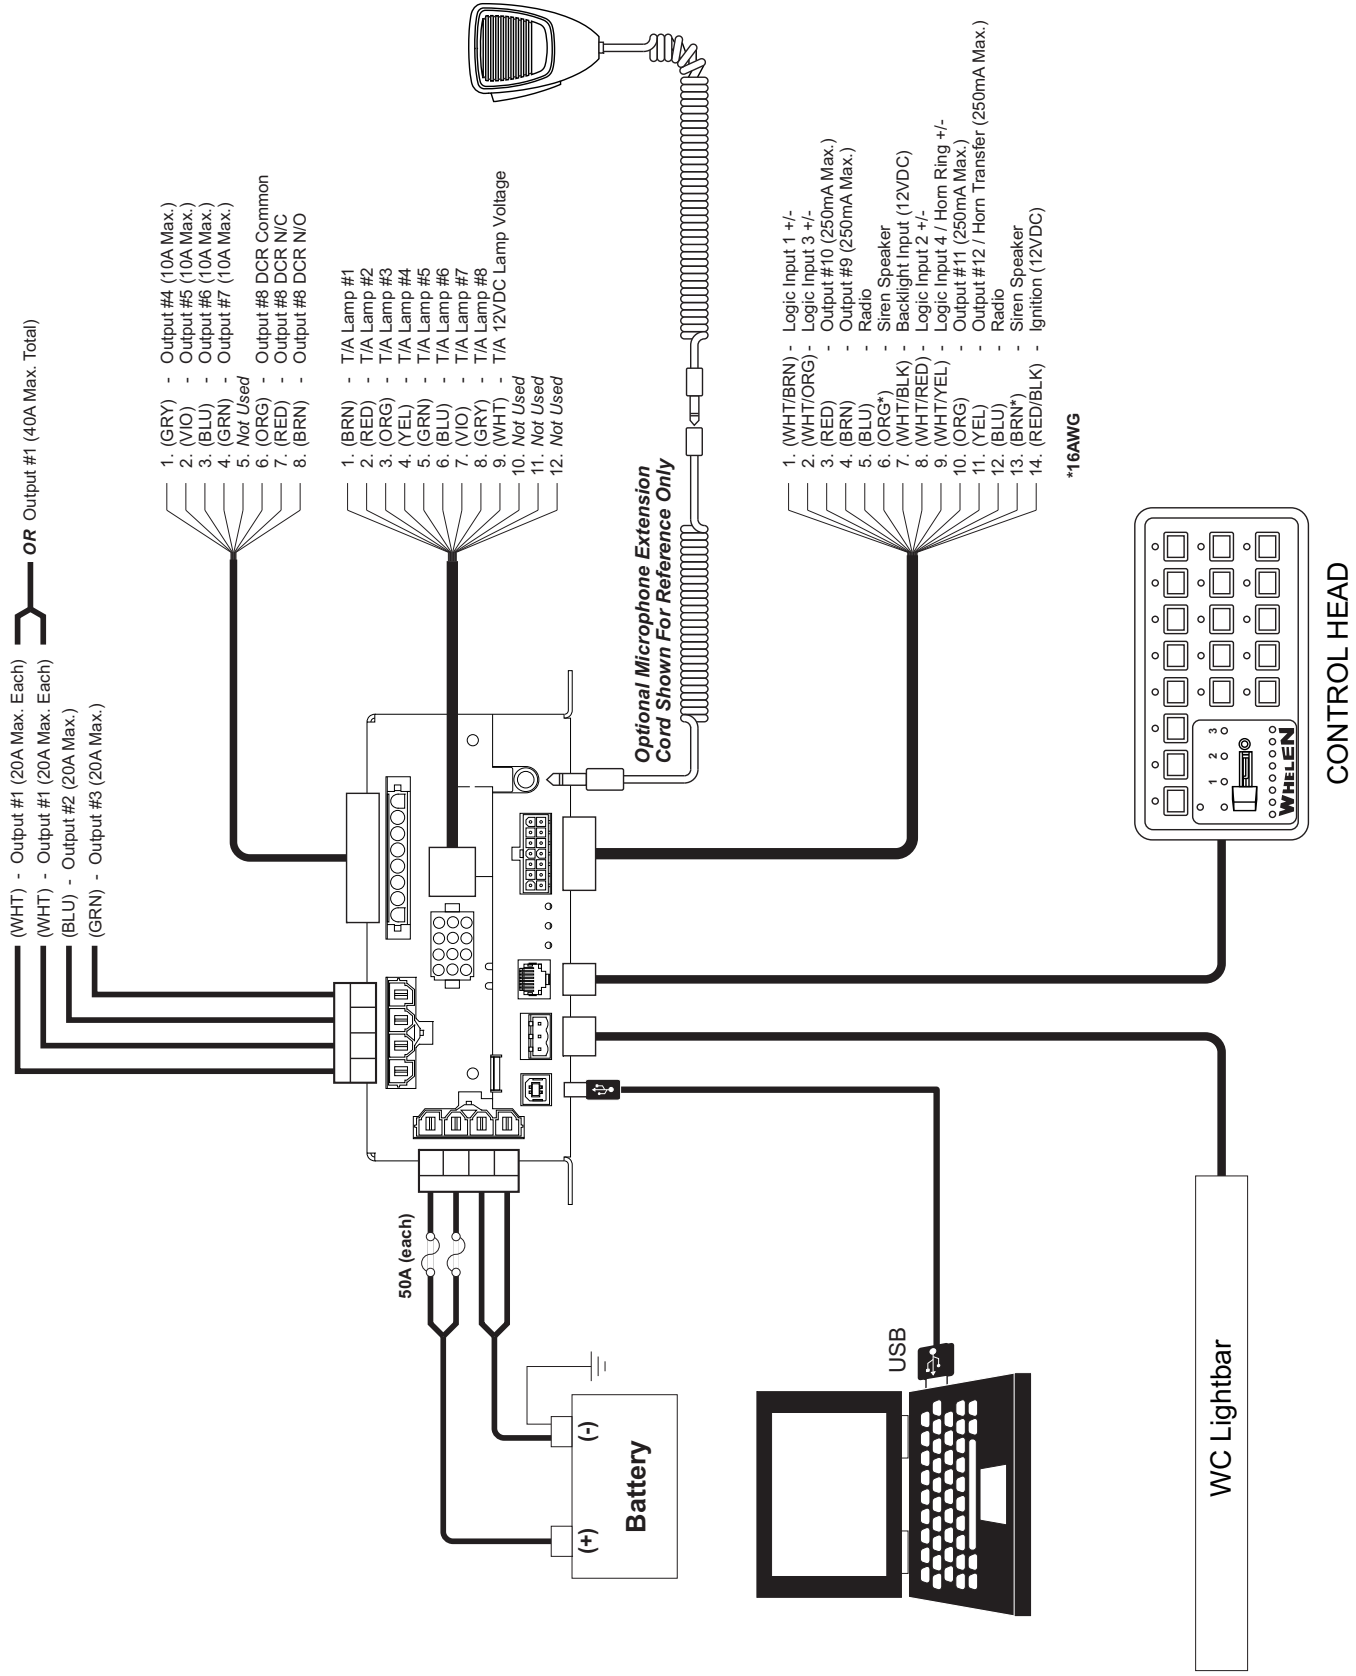 (WHT) - Output #1 (20A Max. Each)
(WHT) - Output #1 (20A Max. Each)
OR Output #1 (40A Max. Total)
(BLU) - Output #2 (20A Max.)
(GRN) - Output #3 (20A Max.)
1. (GRY) - Output #4 (10A Max.)
2. (VIO) - Output #5 (10A Max.)
3. (BLU) - Output #6 (10A Max.)
4. (GRN) - Output #7 (10A Max.)
5. Not Used
6. (ORG) - Output #8 DCR Common
7. (RED) - Output #8 DCR N/C
8. (BRN) - Output #8 DCR N/O
1. (BRN) - T/A Lamp #1
2. (RED) - T/A Lamp #2
3. (ORG) - T/A Lamp #3
4. (YEL) - T/A Lamp #4
5. (GRN) - T/A Lamp #5
6. (BLU) - T/A Lamp #6
7. (VIO) - T/A Lamp #7
8. (GRY) - T/A Lamp #8
9. (WHT) - T/A 12VDC Lamp Voltage
10. Not Used
11. Not Used
12. Not Used
Optional Microphone Extension
Cord Shown For Reference Only
1. (WHT/BRN) - Logic Input 1 +/-
2. (WHT/ORG) - Logic Input 3 +/-
3. (RED) - Output #10 (250mA Max.)
4. (BRN) - Output #9 (250mA Max.)
5. (BLU) - Radio
6. (ORG*) - Siren Speaker
7. (WHT/BLK) - Backlight Input (12VDC)
8. (WHT/RED) - Logic Input 2 +/-
9. (WHT/YEL) - Logic Input 4 / Horn Ring +/-
10. (ORG) - Output #11 (250mA Max.)
11. (YEL) - Output #12 / Horn Transfer (250mA Max.)
12. (BLU) - Radio
13. (BRN*) - Siren Speaker
14. (RED/BLK) - Ignition (12VDC)
*16AWG
50A (each)
(+)
(-)
Battery
USB
WC Lightbar
1 2 3
WHELEN
CONTROL HEAD